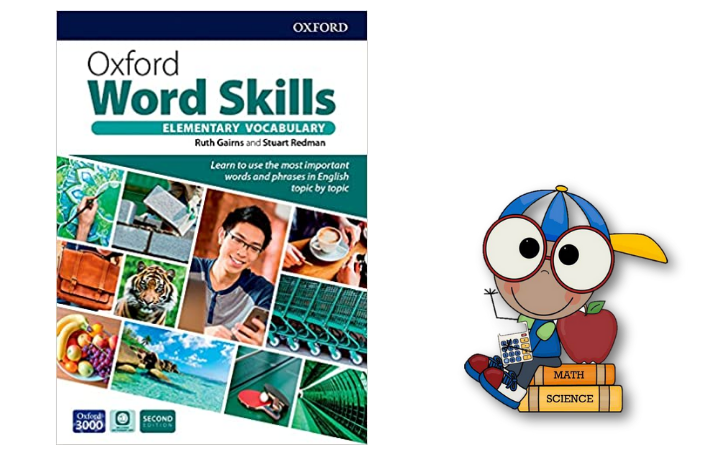 OXFORD
Oxford
Word Skills
ELEMENTARY VOCABULARY
Ruth Gairns and Stuart Redman
Learn to use the most important
words and phrases in English
topic by topic
Oxford
3000
SECOND
EDITION
MATH
SCIENCE